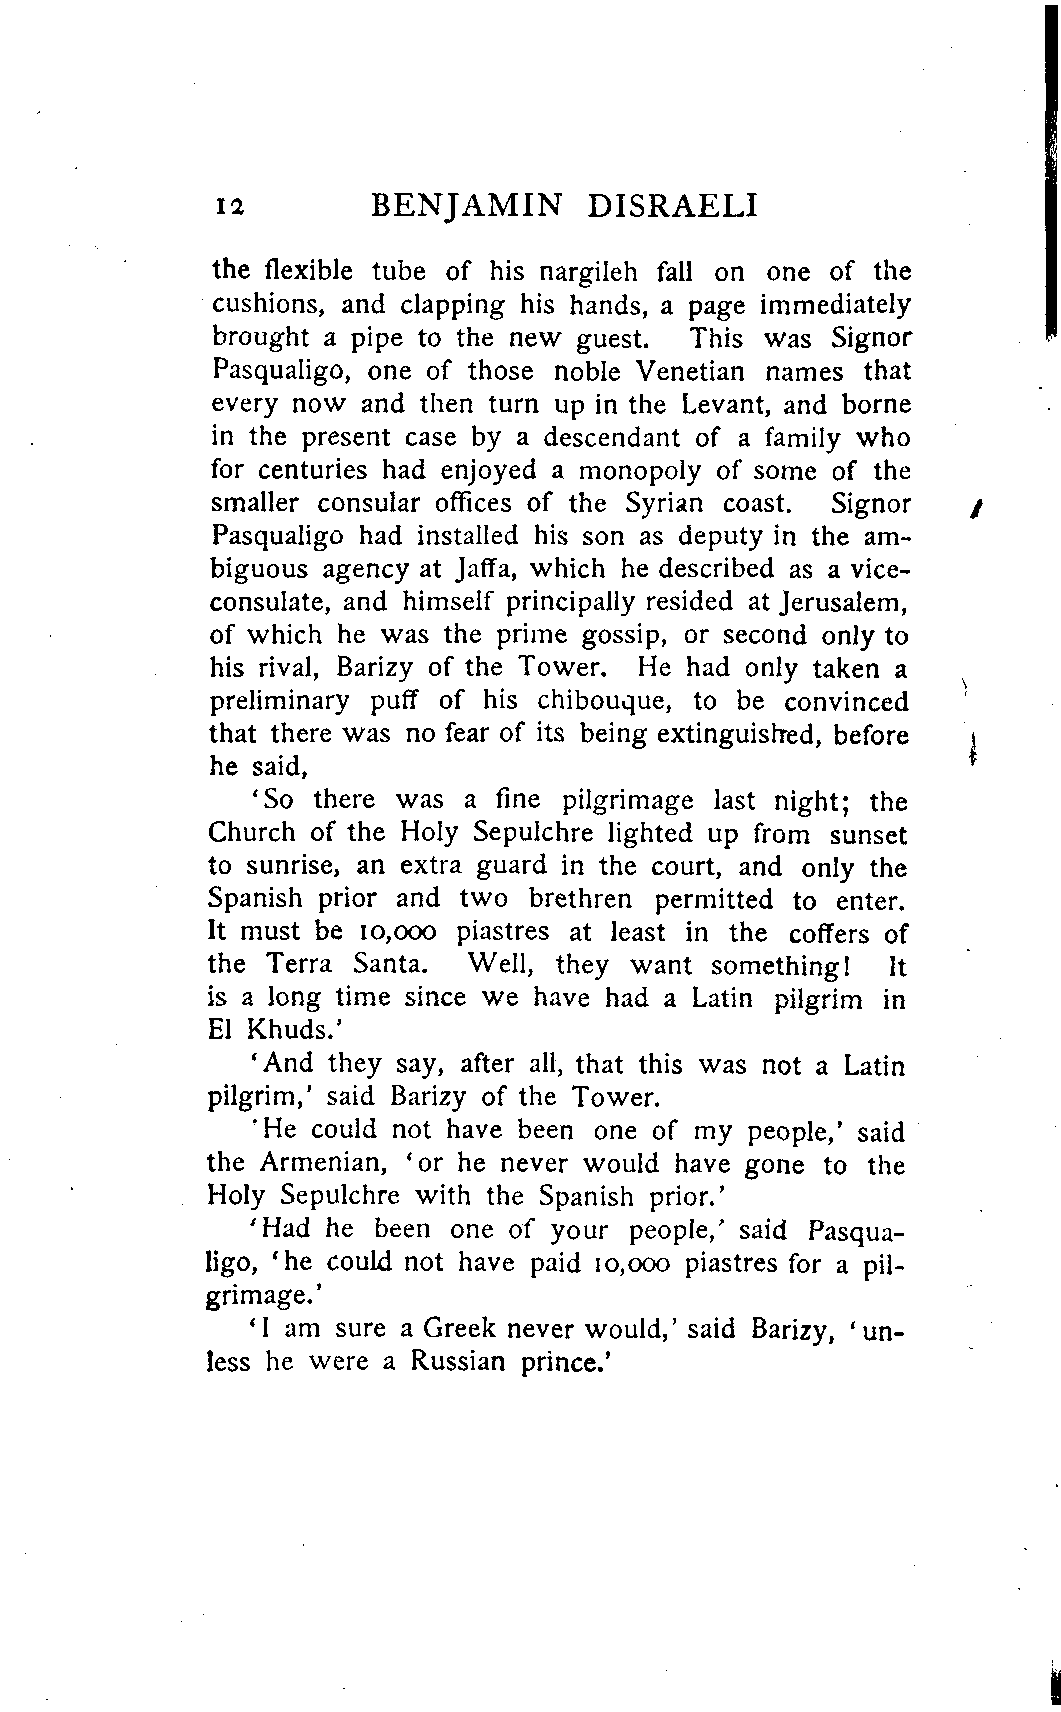 12 BENJAMIN DISRAELI
the flexible tube of his nargileh fall on one of the
cushions, and clapping his hands, a page immediately
brought a pipe to the new guest. This was Signor
Pasqualigo, one of those noble Venetian names that
every now and then turn up in the Levant, and borne
in the present case by a descendant of a family who
for centuries had enjoyed a monopoly of some of the
smaller consular offices of the Syrian coast. Signor
Pasqualigo had installed his son as deputy in the am-
biguous agency at Jaffa, which he described as a vice-
consulate, and himself principally resided at Jerusalem,
of which he was the prime gossip, or second only to
his rival, Barizy of the Tower. He had only taken a
preliminary puff of his chibouque, to be convinced
that there was no fear of its being extinguished, before
he said,
'So there was a fine pilgrimage last night; the
Church of the Holy Sepulchre lighted up from sunset
to sunrise, an extra guard in the court, and only the
Spanish prior and two brethren permitted to enter.
It must be 10,000 piastres at least in the coffers of
the Terra Santa. Well, they want something! It
is a long time since we have had a Latin pilgrim in
El Khuds.'
'And they say, after all, that this was not a Latin
pilgrim,' said Barizy of the Tower.
'He could not have been one of my people,' said
the Armenian, 'or he never would have gone to the
Holy Sepulchre with the Spanish prior.'
'Had he been one of your people,' said Pasqua-
ligo, 'he could not have paid 10,000 piastres for a pil-
grimage.'
'I am sure a Greek never would,' said Barizy, 'un-
less he were a Russian prince.'